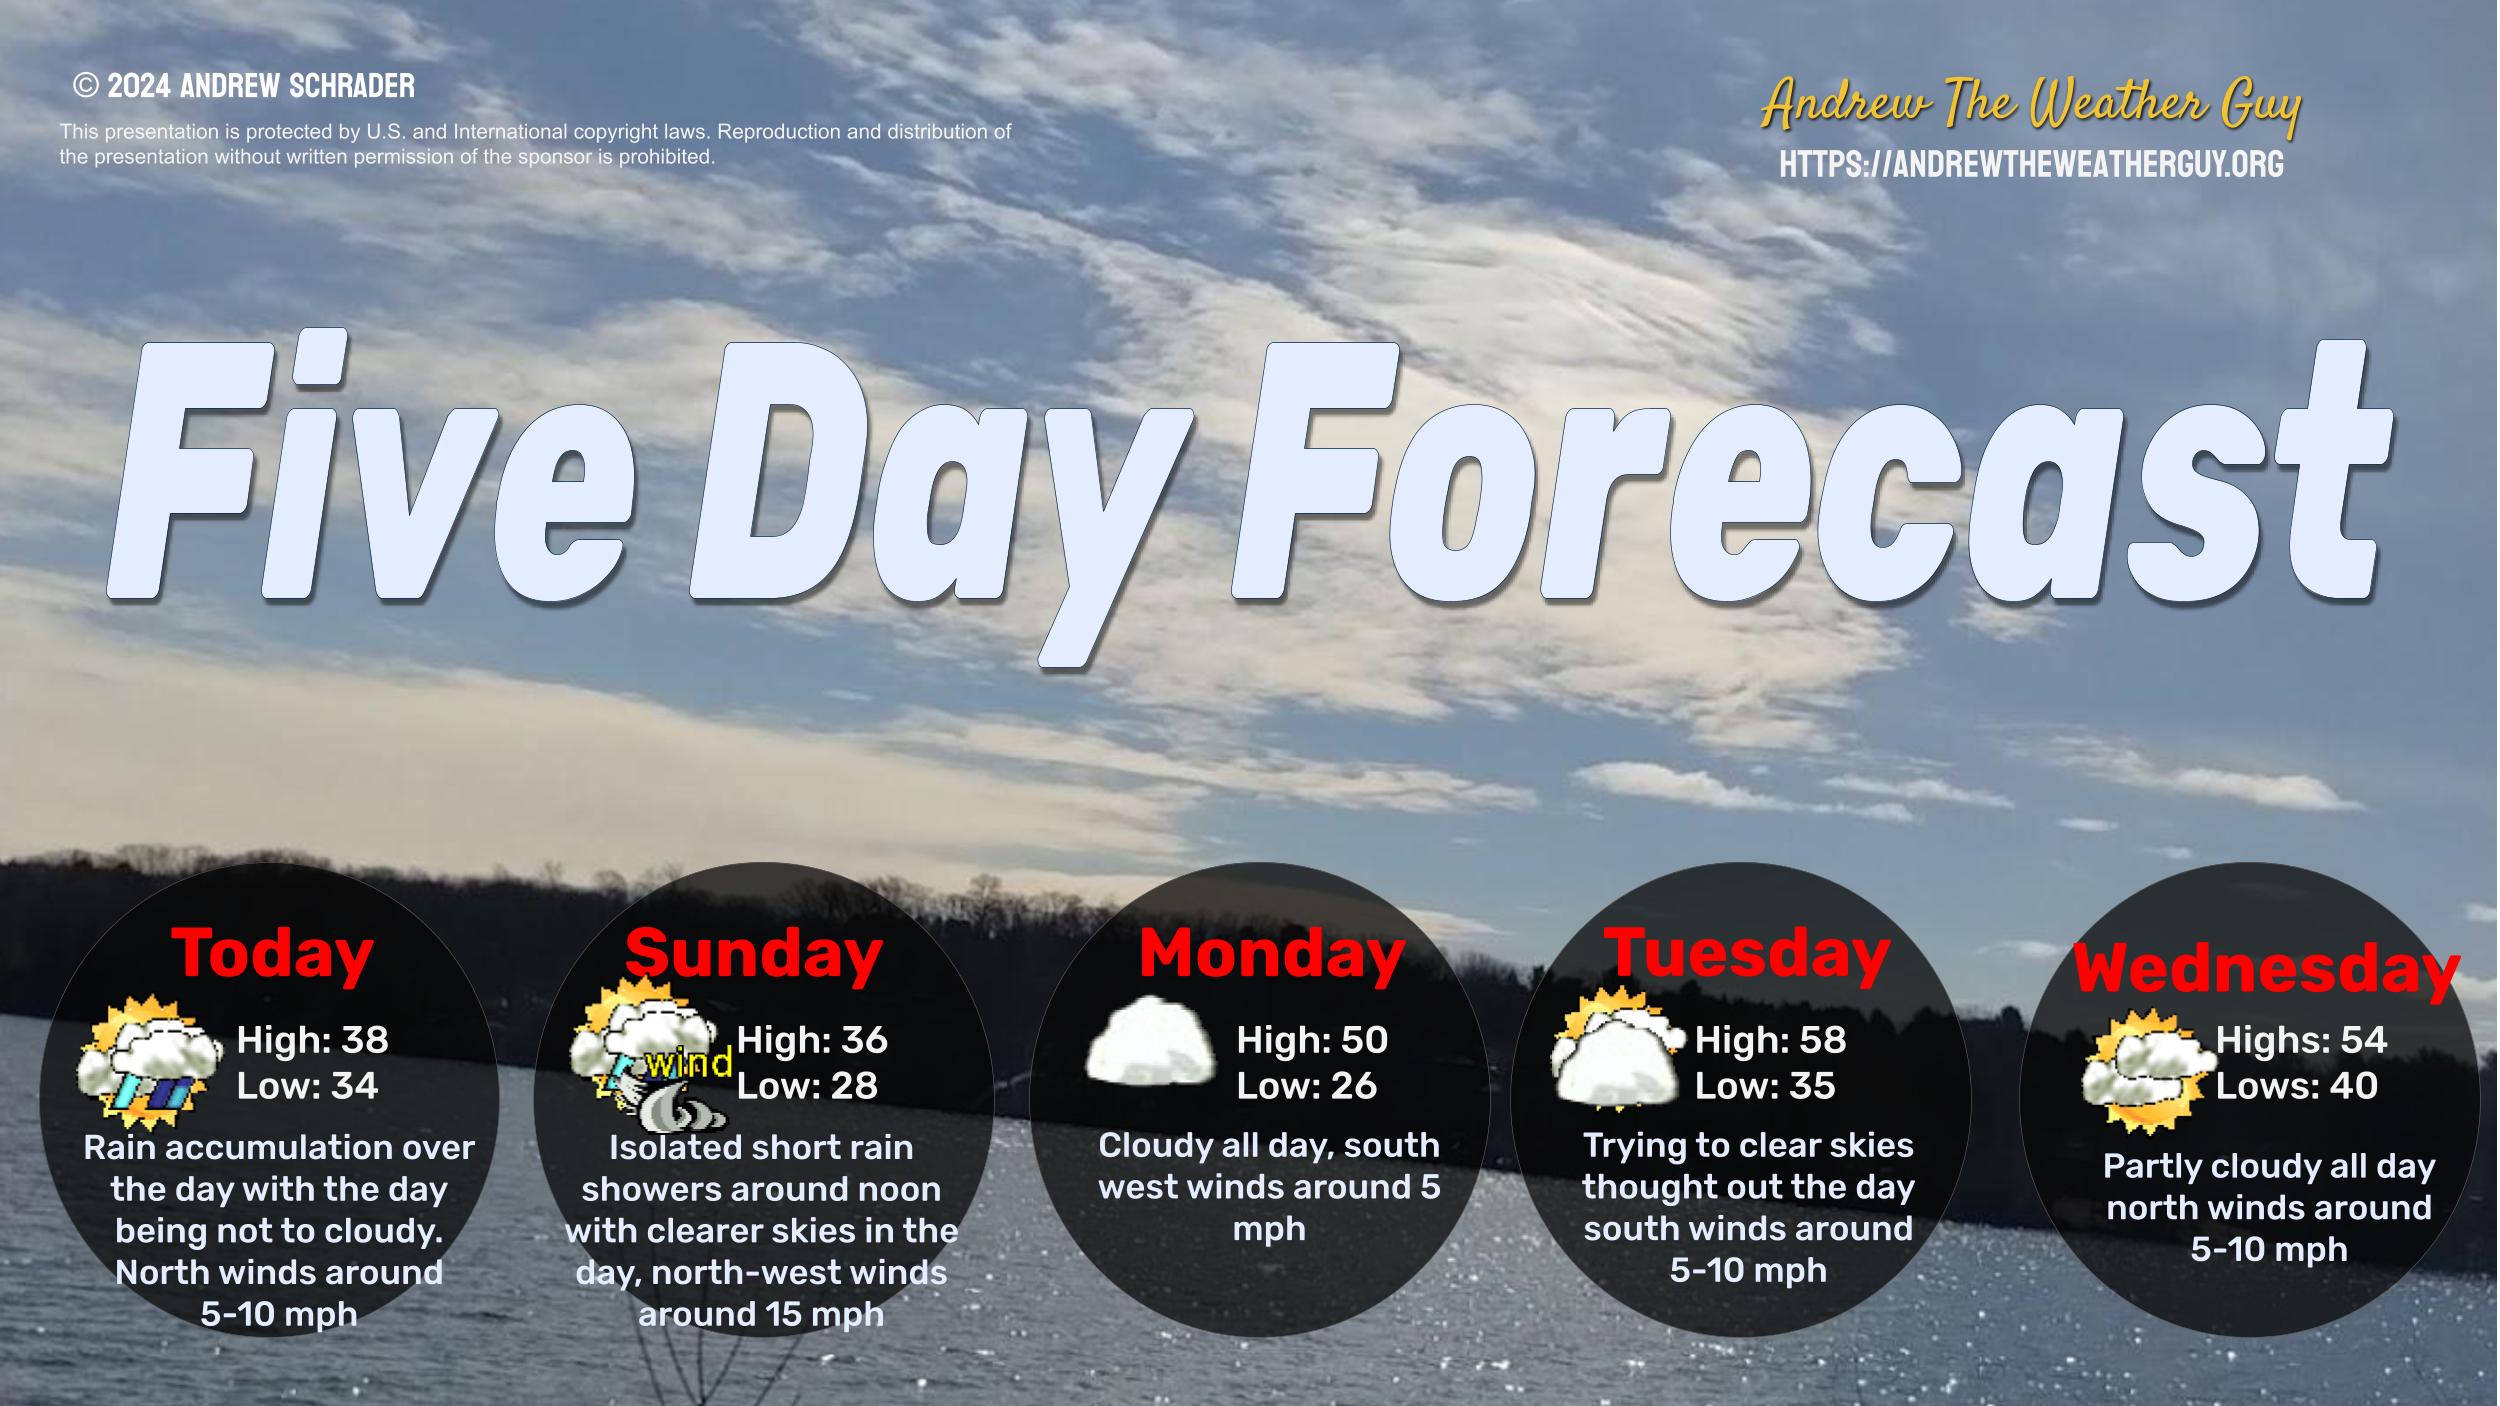 © 2024 ANDREW SCHRADER
This presentation is protected by U.S. and International copyright laws. Reproduction and distribution of
the presentation without written permission of the sponsor is prohibited.
Andrew The Weather Guy
HTTPS://ANDREWTHEWEATHERGUY.ORG
Five Day Forecast
Today
High: 38
Low: 34
Rain accumulation over
the day with the day
being not to cloudy.
North winds around
5-10 mph
Sunday
wind
High: 36
Low: 28
Isolated short rain
showers around noon
with clearer skies in the
day, north-west winds
around 15 mph
Monday
High: 50
Low: 26
Cloudy all day, south
west winds around 5
mph
Tuesday
High: 58
Low: 35
Trying to clear skies
thought out the day
south winds around
5-10 mph
Wednesday
Highs: 54
Lows: 40
Partly cloudy all day
north winds around
5-10 mph